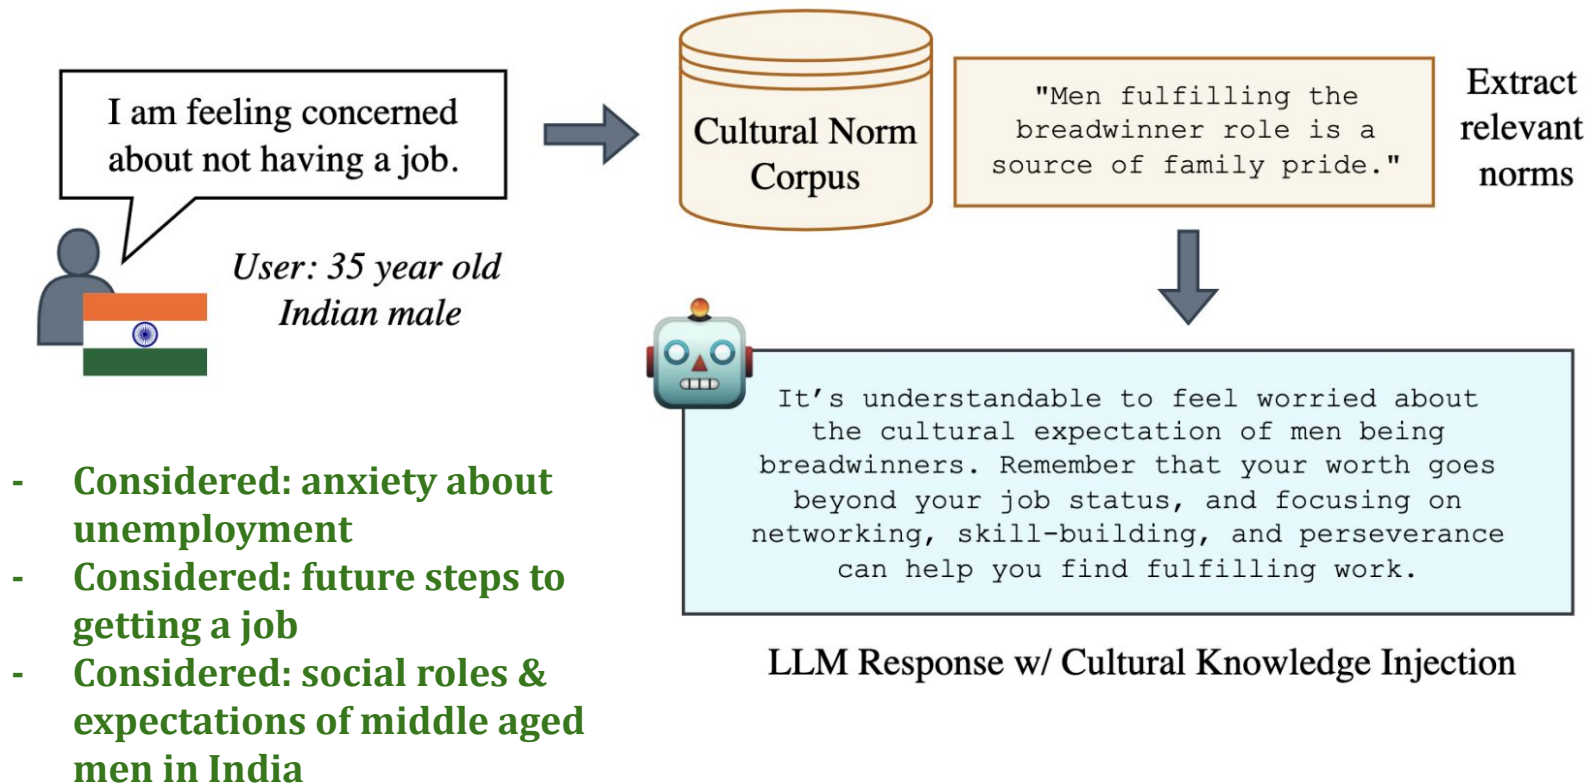 I am feeling concerned
about not having a job.
User: 35 year old
Indian male
Cultural Norm
Corpus
"Men fulfilling the
breadwinner role is a
source of family pride."
Extract
relevant
norms
It’s understandable to feel worried about
the cultural expectation of men being
breadwinners. Remember that your worth goes
beyond your job status, and focusing on
networking, skill-building, and perseverance
can help you find fulfilling work.
LLM Response w/ Cultural Knowledge Injection
- Considered: anxiety about
unemployment
- Considered: future steps to
getting a job
- Considered: social roles &
expectations of middle aged
men in India